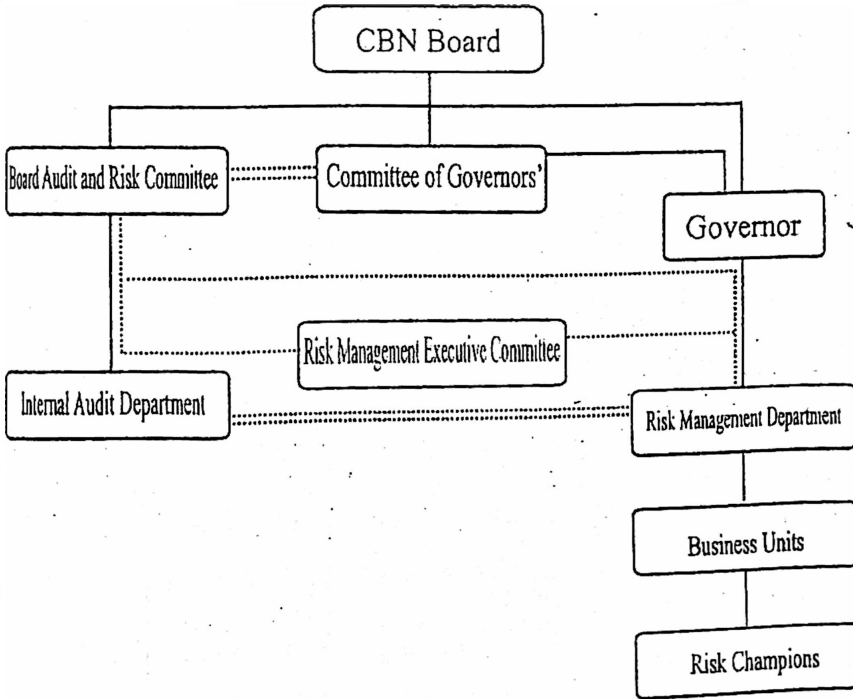 CBN Board
Board Audit and Risk Committee
Committee of Governors'
Governor
Risk Management Executive Committee
Internal Audit Department
Risk Management Department
Business Units
Risk Champions